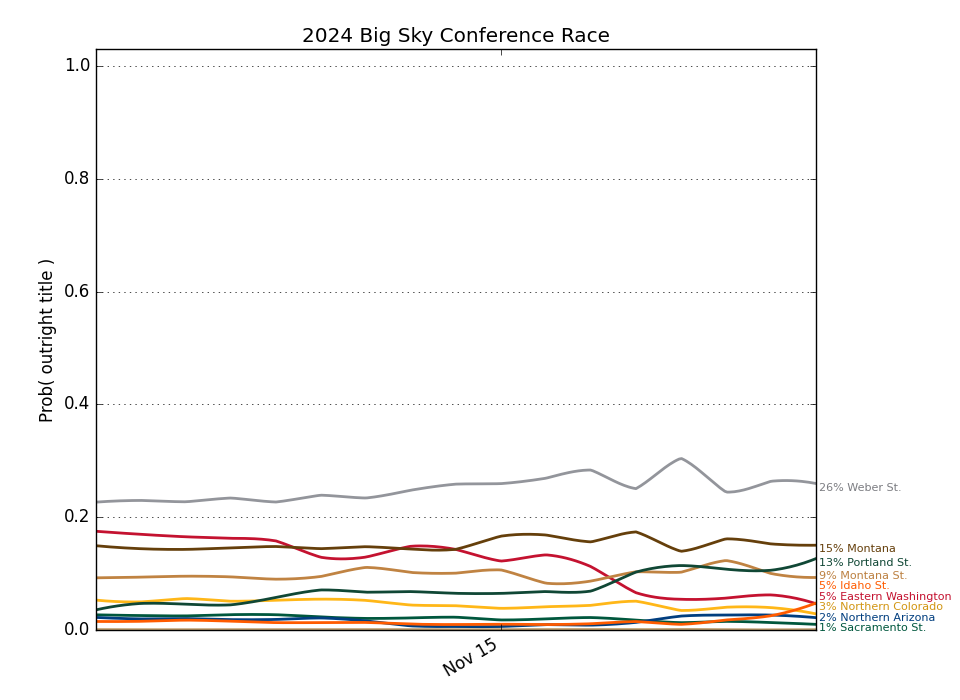 2024 Big Sky Conference Race
1.0
0.8
0.6
0.4
0.2
0.0
Prob( outright title )
Nov 15
26% Weber St.
15% Montana
13% Portland St.
9% Montana St.
5% Idaho St.
5% Eastern Washington
3% Northern Colorado
2% Northern Arizona
1% Sacramento St.